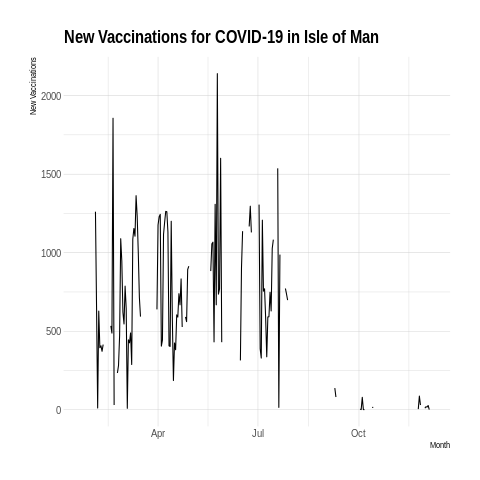 New Vaccinations for COVID-19 in Isle of Man
New Vaccinations
2000
1500
1000
500
0
Apr
Jul
Oct
Month